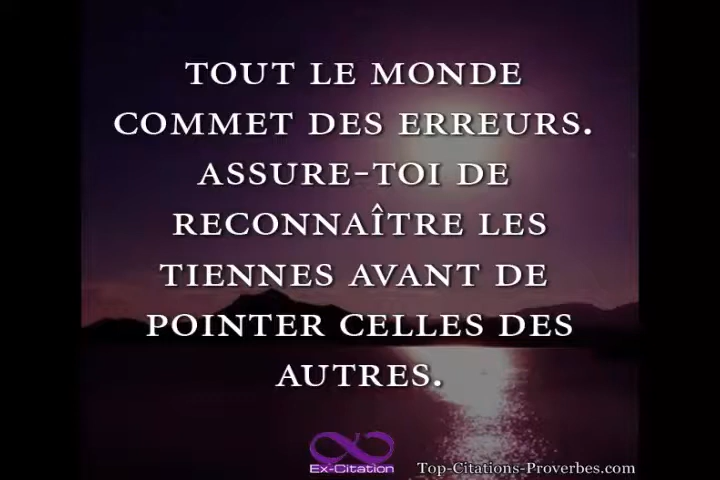 TOUT LE MONDE
COMMET DES ERREURS.
ASSURE-TOI DE
RECONNAÎTRE LES
TIENNES AVANT DE
POINTER CELLES DES
AUTRES.
Ex-Citation
Top-Citations-Proverbes.com